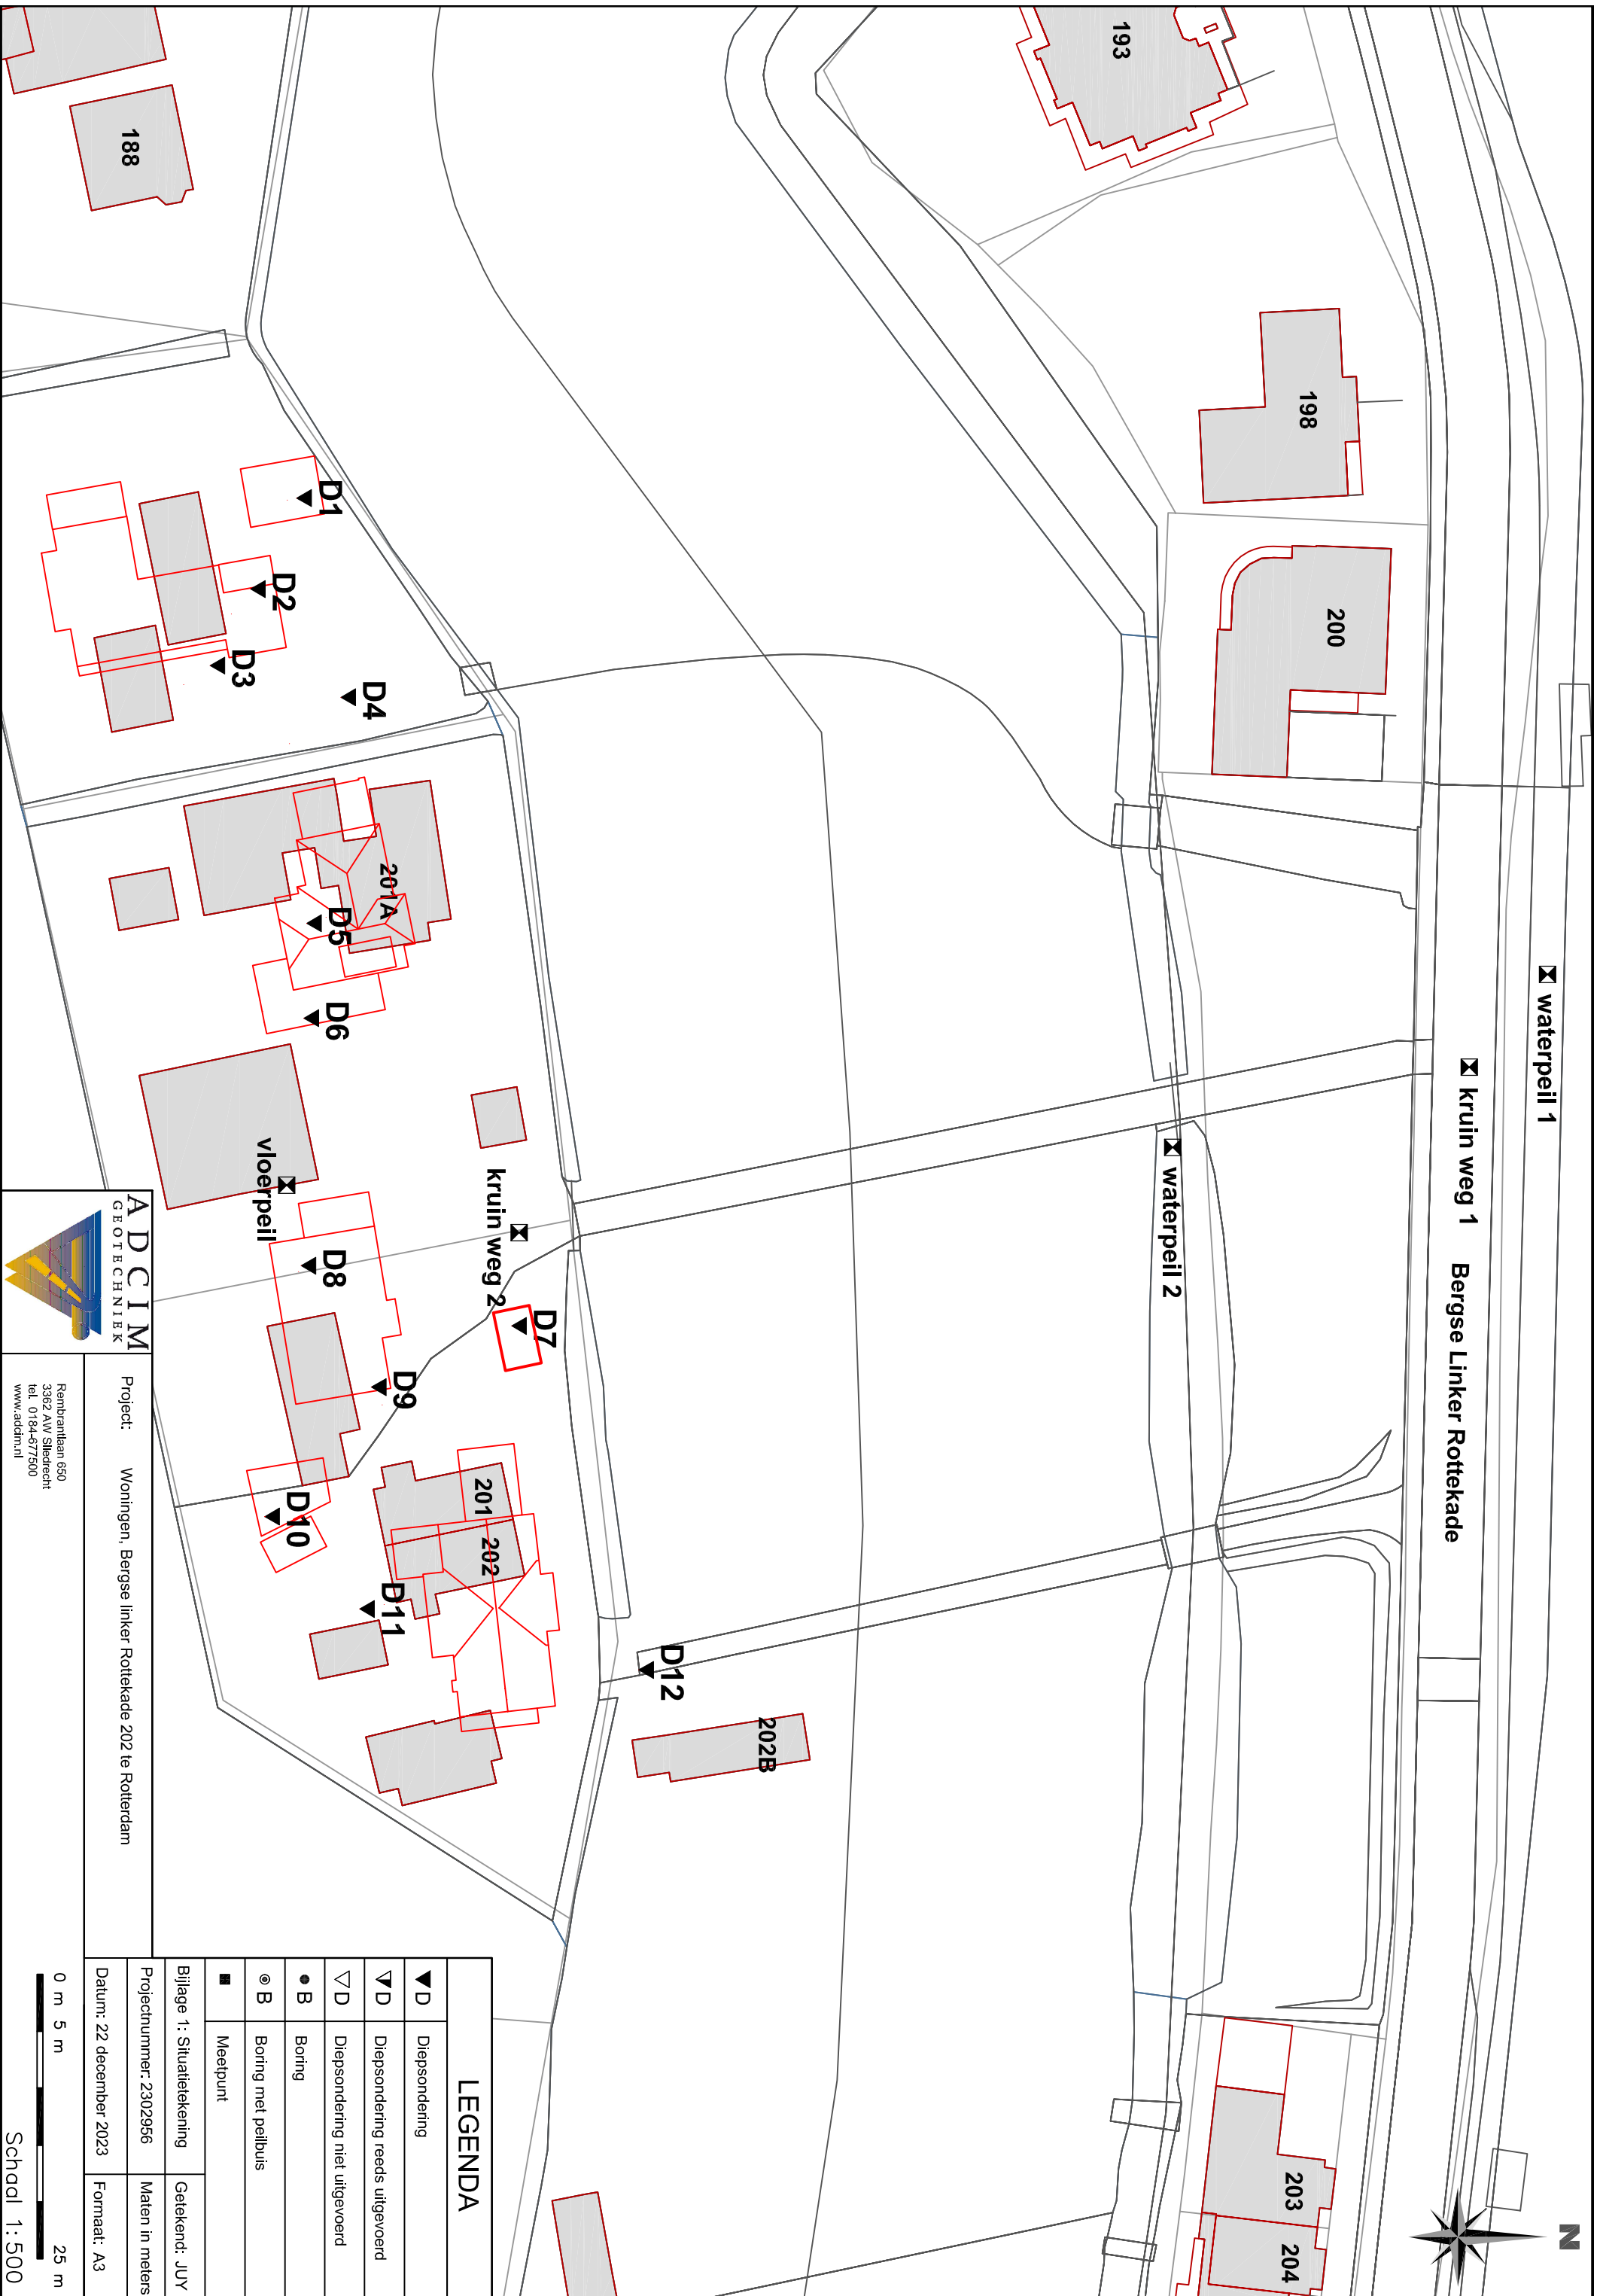 N
waterpeil 1
kruin weg 1
Bergse Linker Rottekade
193
198
200
203
204
waterpeil 2
202B
D12
D7
kruin weg 2
201
202
201A
D4
D9
D11
D1
D5
D6
D8
D2
D3
D10
vloerpeil
188
LEGENDA
D Diepsondering
D Diepsondering reeds uitgevoerd
D Diepsondering niet uitgevoerd
B Boring
B Boring met peilbuis
Meetpunt
Bijlage 1: Situatietekening
Getekend: JUY
Projectnummer: 2302956
Maten in meters
Datum: 22 december 2023
Formaat: A3
ADCIM
GEOTECHNIEK
Project: Woningen, Bergse linker Rottekade 202 te Rotterdam
Rembrantlaan 650
3362 AW Sliedrecht
tel. 0184-677500
www.adcim.nl
0 m 5 m 25 m
Schaal 1:500